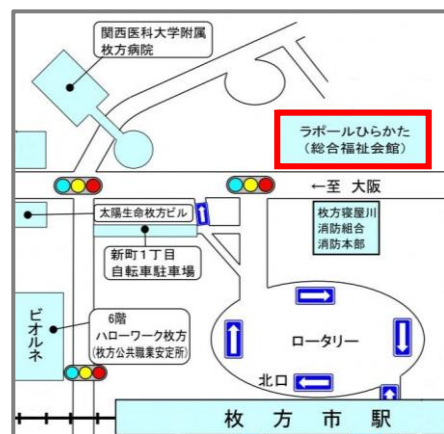 関西医科大学附属
枚方病院
ラポールひらかた
(総合福祉会館)
←至 大阪
太陽生命枚方ビル
枚方寝屋川
消防組合
消防本部
新町1丁目
自転車駐車場
ビオルネ
6階
ハローワーク枚方
(枚方公共職業安定所)
ロータリー
北口
枚方市駅